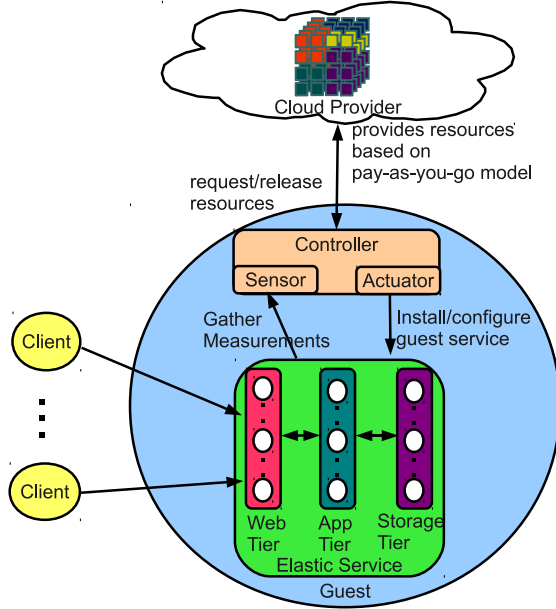 Cloud Provider
provides resources
based on
pay-as-you-go model
request/release
resources
Controller
Sensor
Actuator
Gather
Measurements
Install/configure
guest service
Client
Client
Web
Tier
App
Tier
Storage
Tier
Elastic Service
Guest